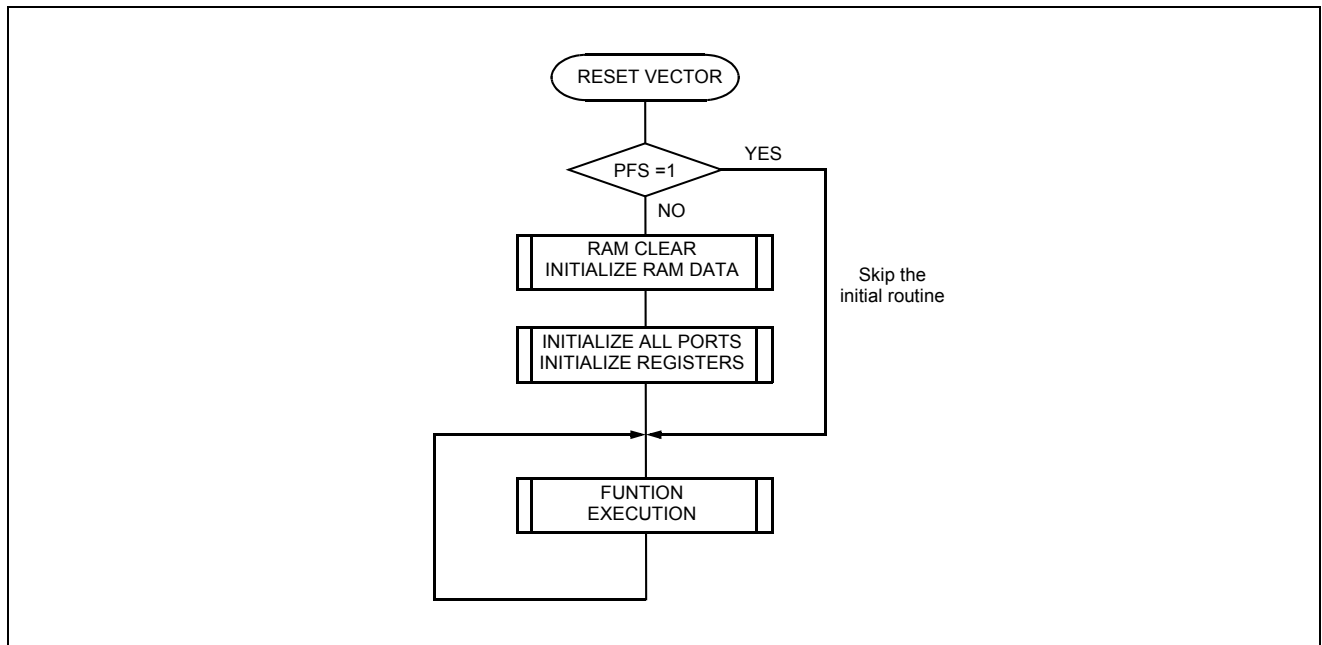 RESET VECTOR
PFS =1
YES
NO
RAM CLEAR
INITIALIZE RAM DATA
Skip the
initial routine
INITIALIZE ALL PORTS
INITIALIZE REGISTERS
FUNTION
EXECUTION